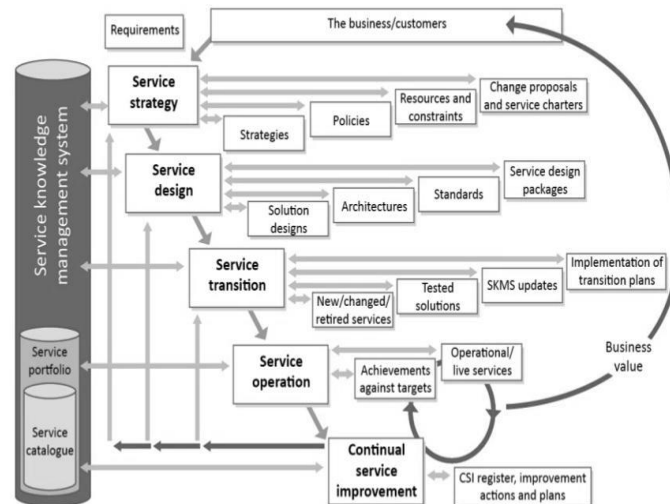 Requirements
The business/customers
Service
strategy
Strategies
Policies
Resources and
constraints
Change proposals
and service charters
Service knowledge
management system
Service
design
Solution
designs
Architectures
Standards
Service design
packages
Service
transition
New/changed/
retired services
Tested
solutions
SKMS updates
Implementation of
transition plans
Service
portfolio
Service
catalogue
Service
operation
Achievements
against targets
Operational/
live services
Business
value
Continual
service
improvement
CSI register, improvement
actions and plans